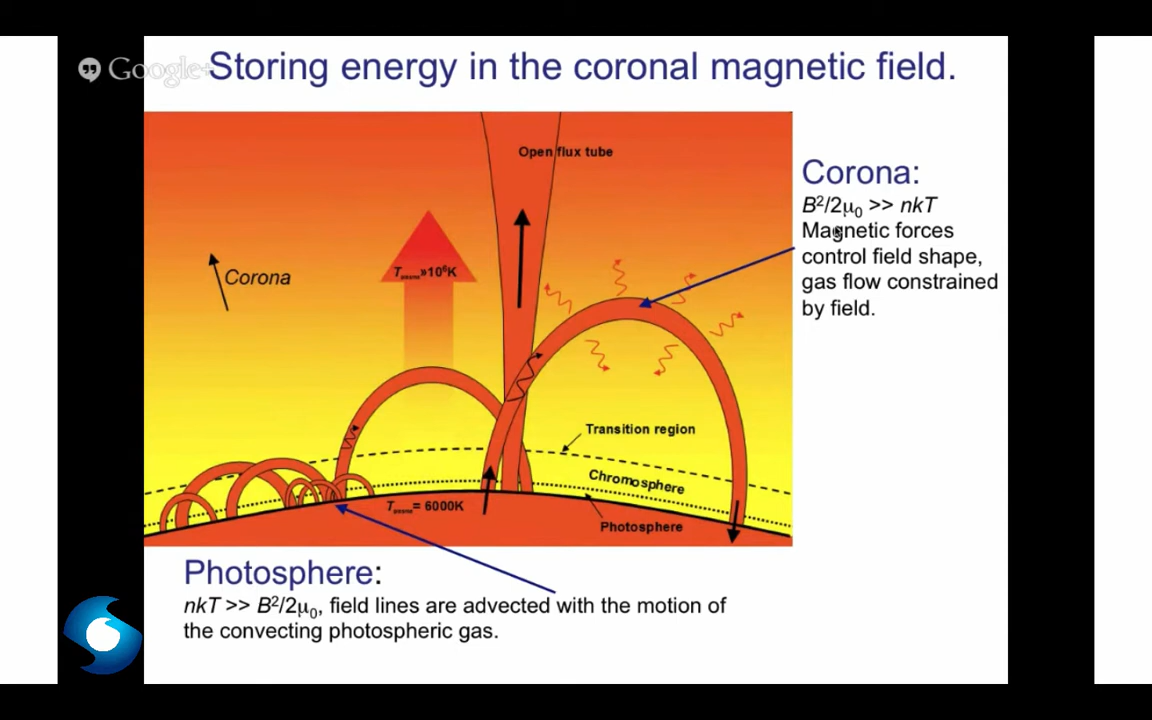 Google+
Storing energy in the coronal magnetic field.
Open flux tube
Corona:
B²/2μ₀ >> nkT
Magnetic forces
control field shape,
gas flow constrained
by field.
»10⁶K
Corona
Transition region
Chromosphere
= 6000K
Photosphere
Photosphere:
nkT >> B²/2μ₀, field lines are advected with the motion of
the convecting photospheric gas.